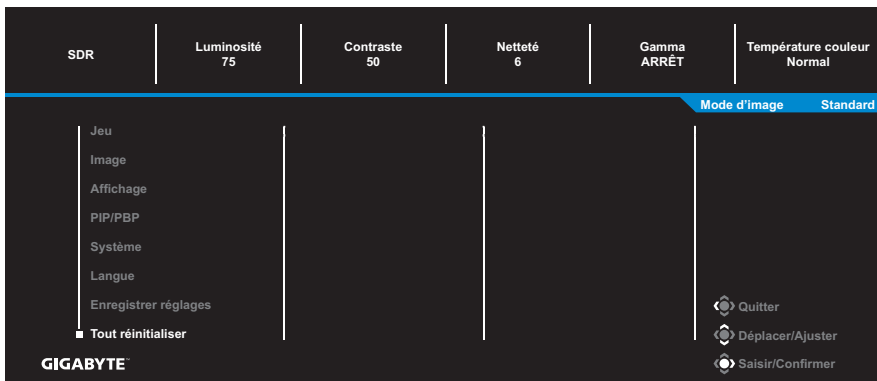 SDR
Luminosité
75
Contraste
50
Netteté
6
Gamma
ARRÊT
Température couleur
Normal
Mode d'image Standard
Jeu
Image
Affichage
PIP/PBP
Système
Langue
Enregistrer réglages
Tout réinitialiser
Quitter
Déplacer/Ajuster
Saisir/Confirmer
GIGABYTE™